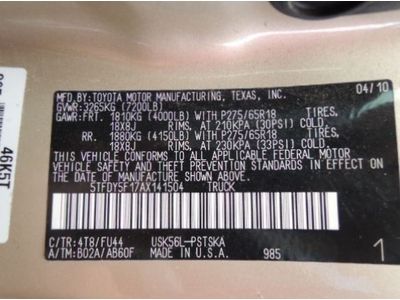 MFD. BY: TOYOTA MOTOR MANUFACTURING, TEXAS, INC. 04/10
GVWR: 3265KG (7200LB)
GAWR: FRT. 1810KG (4000LB) WITH P275/65R18 TIRES,
18X8J RIMS, AT 210KPA (30PSI) COLD.
RR. 1880KG (4150LB) WITH P275/65R18 TIRES,
18X8J RIMS, AT 230KPA (33PSI) COLD.
THIS VEHICLE CONFORMS TO ALL APPLICABLE FEDERAL MOTOR
VEHICLE SAFETY STANDARDS IN EFFECT ON THE DATE OF
MANUFACTURE SHOWN ABOVE.
5TFDY5F17AX141504 TRUCK
C/TR: 4T8/FU44 USK56L-PSTSKA
A/TM: B02A/AB60F MADE IN U.S.A. 985
1
46K5T